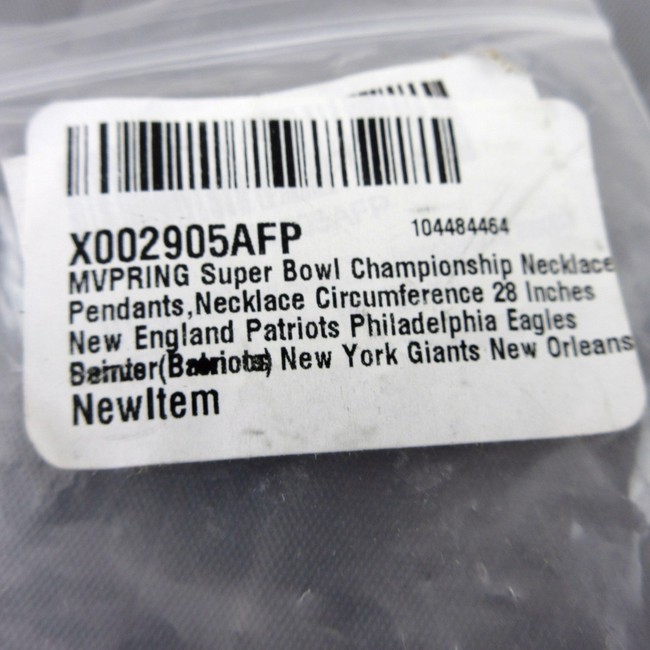 X002905AFP 104484464
MVPRING Super Bowl Championship Necklace
Pendants,Necklace Circumference 28 Inches
New England Patriots Philadelphia Eagles
New York Giants New Orleans
NewItem